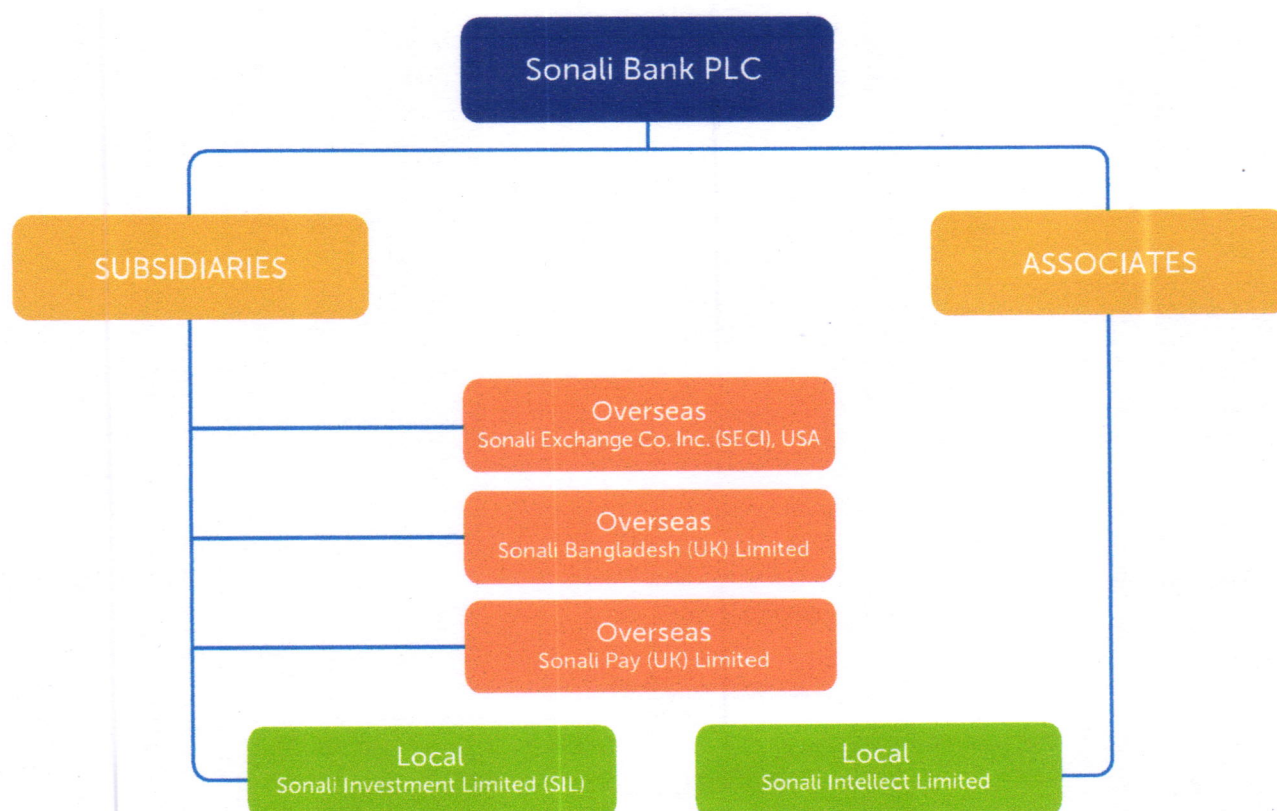 Sonali Bank PLC
SUBSIDIARIES
ASSOCIATES
Overseas
Sonali Exchange Co. Inc. (SECI), USA
Overseas
Sonali Bangladesh (UK) Limited
Overseas
Sonali Pay (UK) Limited
Local
Sonali Investment Limited (SIL)
Local
Sonali Intellect Limited